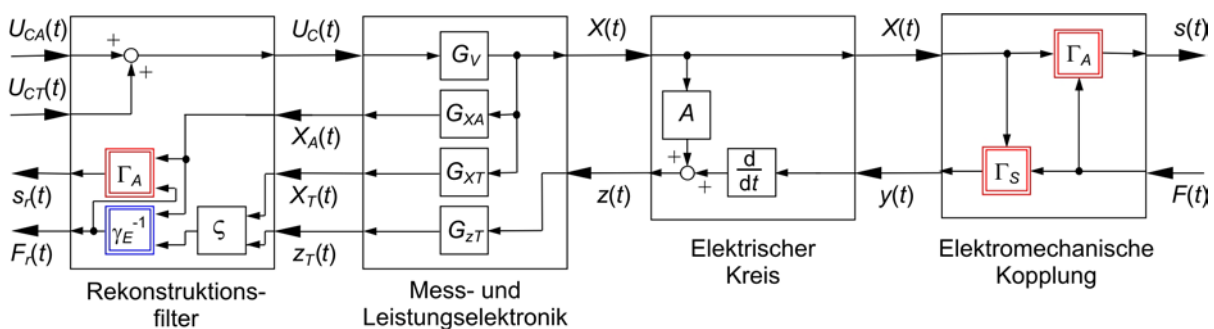 U_CA(t)
U_C(t)
X(t)
X(t)
s(t)
+
+
G_V
Γ_A
U_CT(t)
A
G_XA
X_A(t)
+
+
d
dt
Γ_A
G_XT
Γ_S
s_r(t)
X_T(t)
z(t)
y(t)
F(t)
γ_E⁻¹
ς
G_zT
F_r(t)
z_T(t)
Rekonstruktions-
filter
Mess- und
Leistungselektronik
Elektrischer
Kreis
Elektromechanische
Kopplung